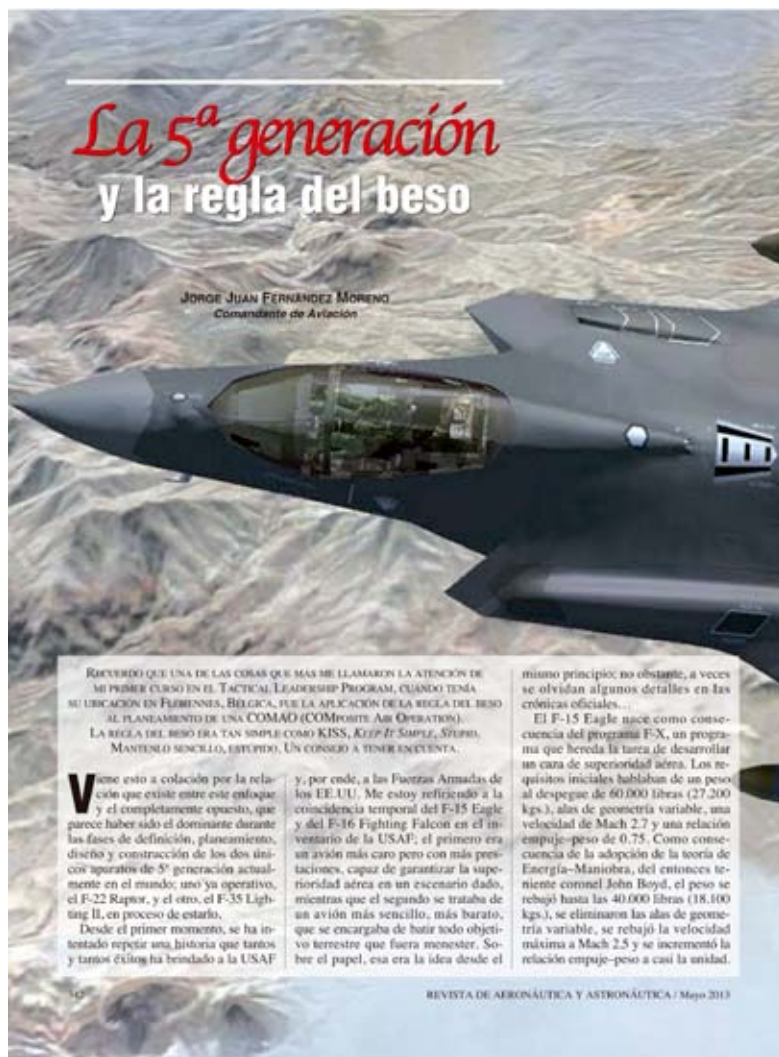 La 5ª generación
y la regla del beso
JORGE JUAN FERNÁNDEZ MORENO
Comandante de Aviación
RECUERDO QUE UNA DE LAS COSAS QUE MÁS ME LLAMARON LA ATENCIÓN DE
MI PRIMER CURSO EN EL TACTICAL LEADERSHIP PROGRAM, CUANDO TENÍA
SU UBICACIÓN EN FLORENNES, BÉLGICA, FUE LA APLICACIÓN DE LA REGLA DEL BESO
AL PLANEAMIENTO DE UNA COMAO (COMPOSITE AIR OPERATION).
LA REGLA DEL BESO ERA TAN SIMPLE COMO KISS, KEEP IT SIMPLE, STUPID.
MANTENLO SENCILLO, ESTÚPIDO. UN CONSEJO A TENER EN CUENTA.
Viene esto a colación por la rela-
ción que existe entre este enfoque
y el completamente opuesto, que
parece haber sido el dominante durante
las fases de definición, planeamiento,
diseño y construcción de los dos úni-
cos aparatos de 5ª generación actual-
mente en el mundo; uno ya operativo,
el F-22 Raptor, y el otro, el F-35 Ligh-
ting II, en proceso de estarlo.
Desde el primer momento, se ha in-
tentado repetir una historia que tantos
y tantos éxitos ha brindado a la USAF
y, por ende, a las Fuerzas Armadas de
los EE.UU. Me estoy refiriendo a la
coincidencia temporal del F-15 Eagle
y del F-16 Fighting Falcon en el in-
ventario de la USAF; el primero era
un avión más caro pero con más pres-
taciones, capaz de garantizar la supe-
rioridad aérea en un escenario dado,
mientras que el segundo se trataba de
un avión más sencillo, más barato,
que se encargaba de batir todo objeti-
vo terrestre que fuera menester. So-
bre el papel, esa era la idea desde el
mismo principio; no obstante, a veces
se olvidan algunos detalles en las
crónicas oficiales…
El F-15 Eagle nace como conse-
cuencia del programa F-X, un progra-
ma que hereda la tarea de desarrollar
un caza de superioridad aérea. Los re-
quisitos iniciales hablaban de un peso
al despegue de 60.000 libras (27.200
kgs.), alas de geometría variable, una
velocidad de Mach 2.7 y una relación
empuje–peso de 0.75. Como conse-
cuencia de la adopción de la teoría de
Energía–Maniobra, del entonces te-
niente coronel John Boyd, el peso se
rebajó hasta las 40.000 libras (18.100
kgs.), se eliminaron las alas de geome-
tría variable, se rebajó la velocidad
máxima a Mach 2.5 y se incrementó la
relación empuje–peso a casi la unidad.
REVISTA DE AERONÁUTICA Y ASTRONÁUTICA / Mayo 2013